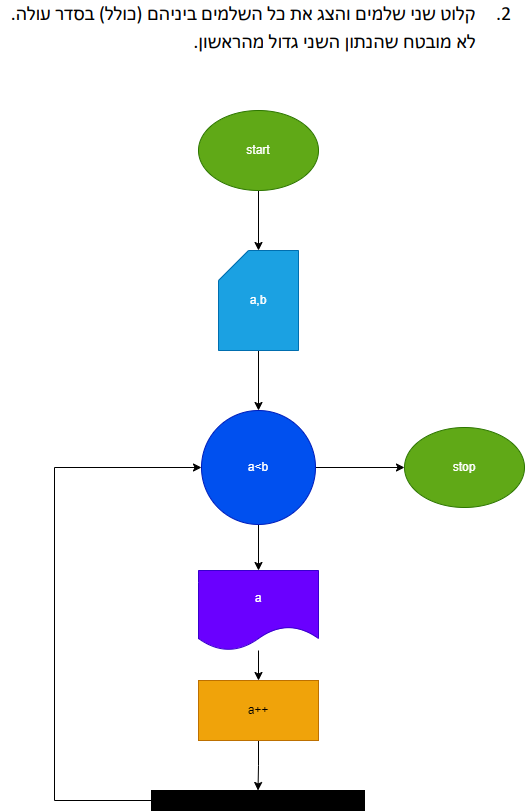 2. קלוט שני שלמים והצג את כל השלמים ביניהם (כולל) בסדר עולה.
לא מובטח שהנתון השני גדול מהראשון.
start
a,b
a<b
stop
a
a++